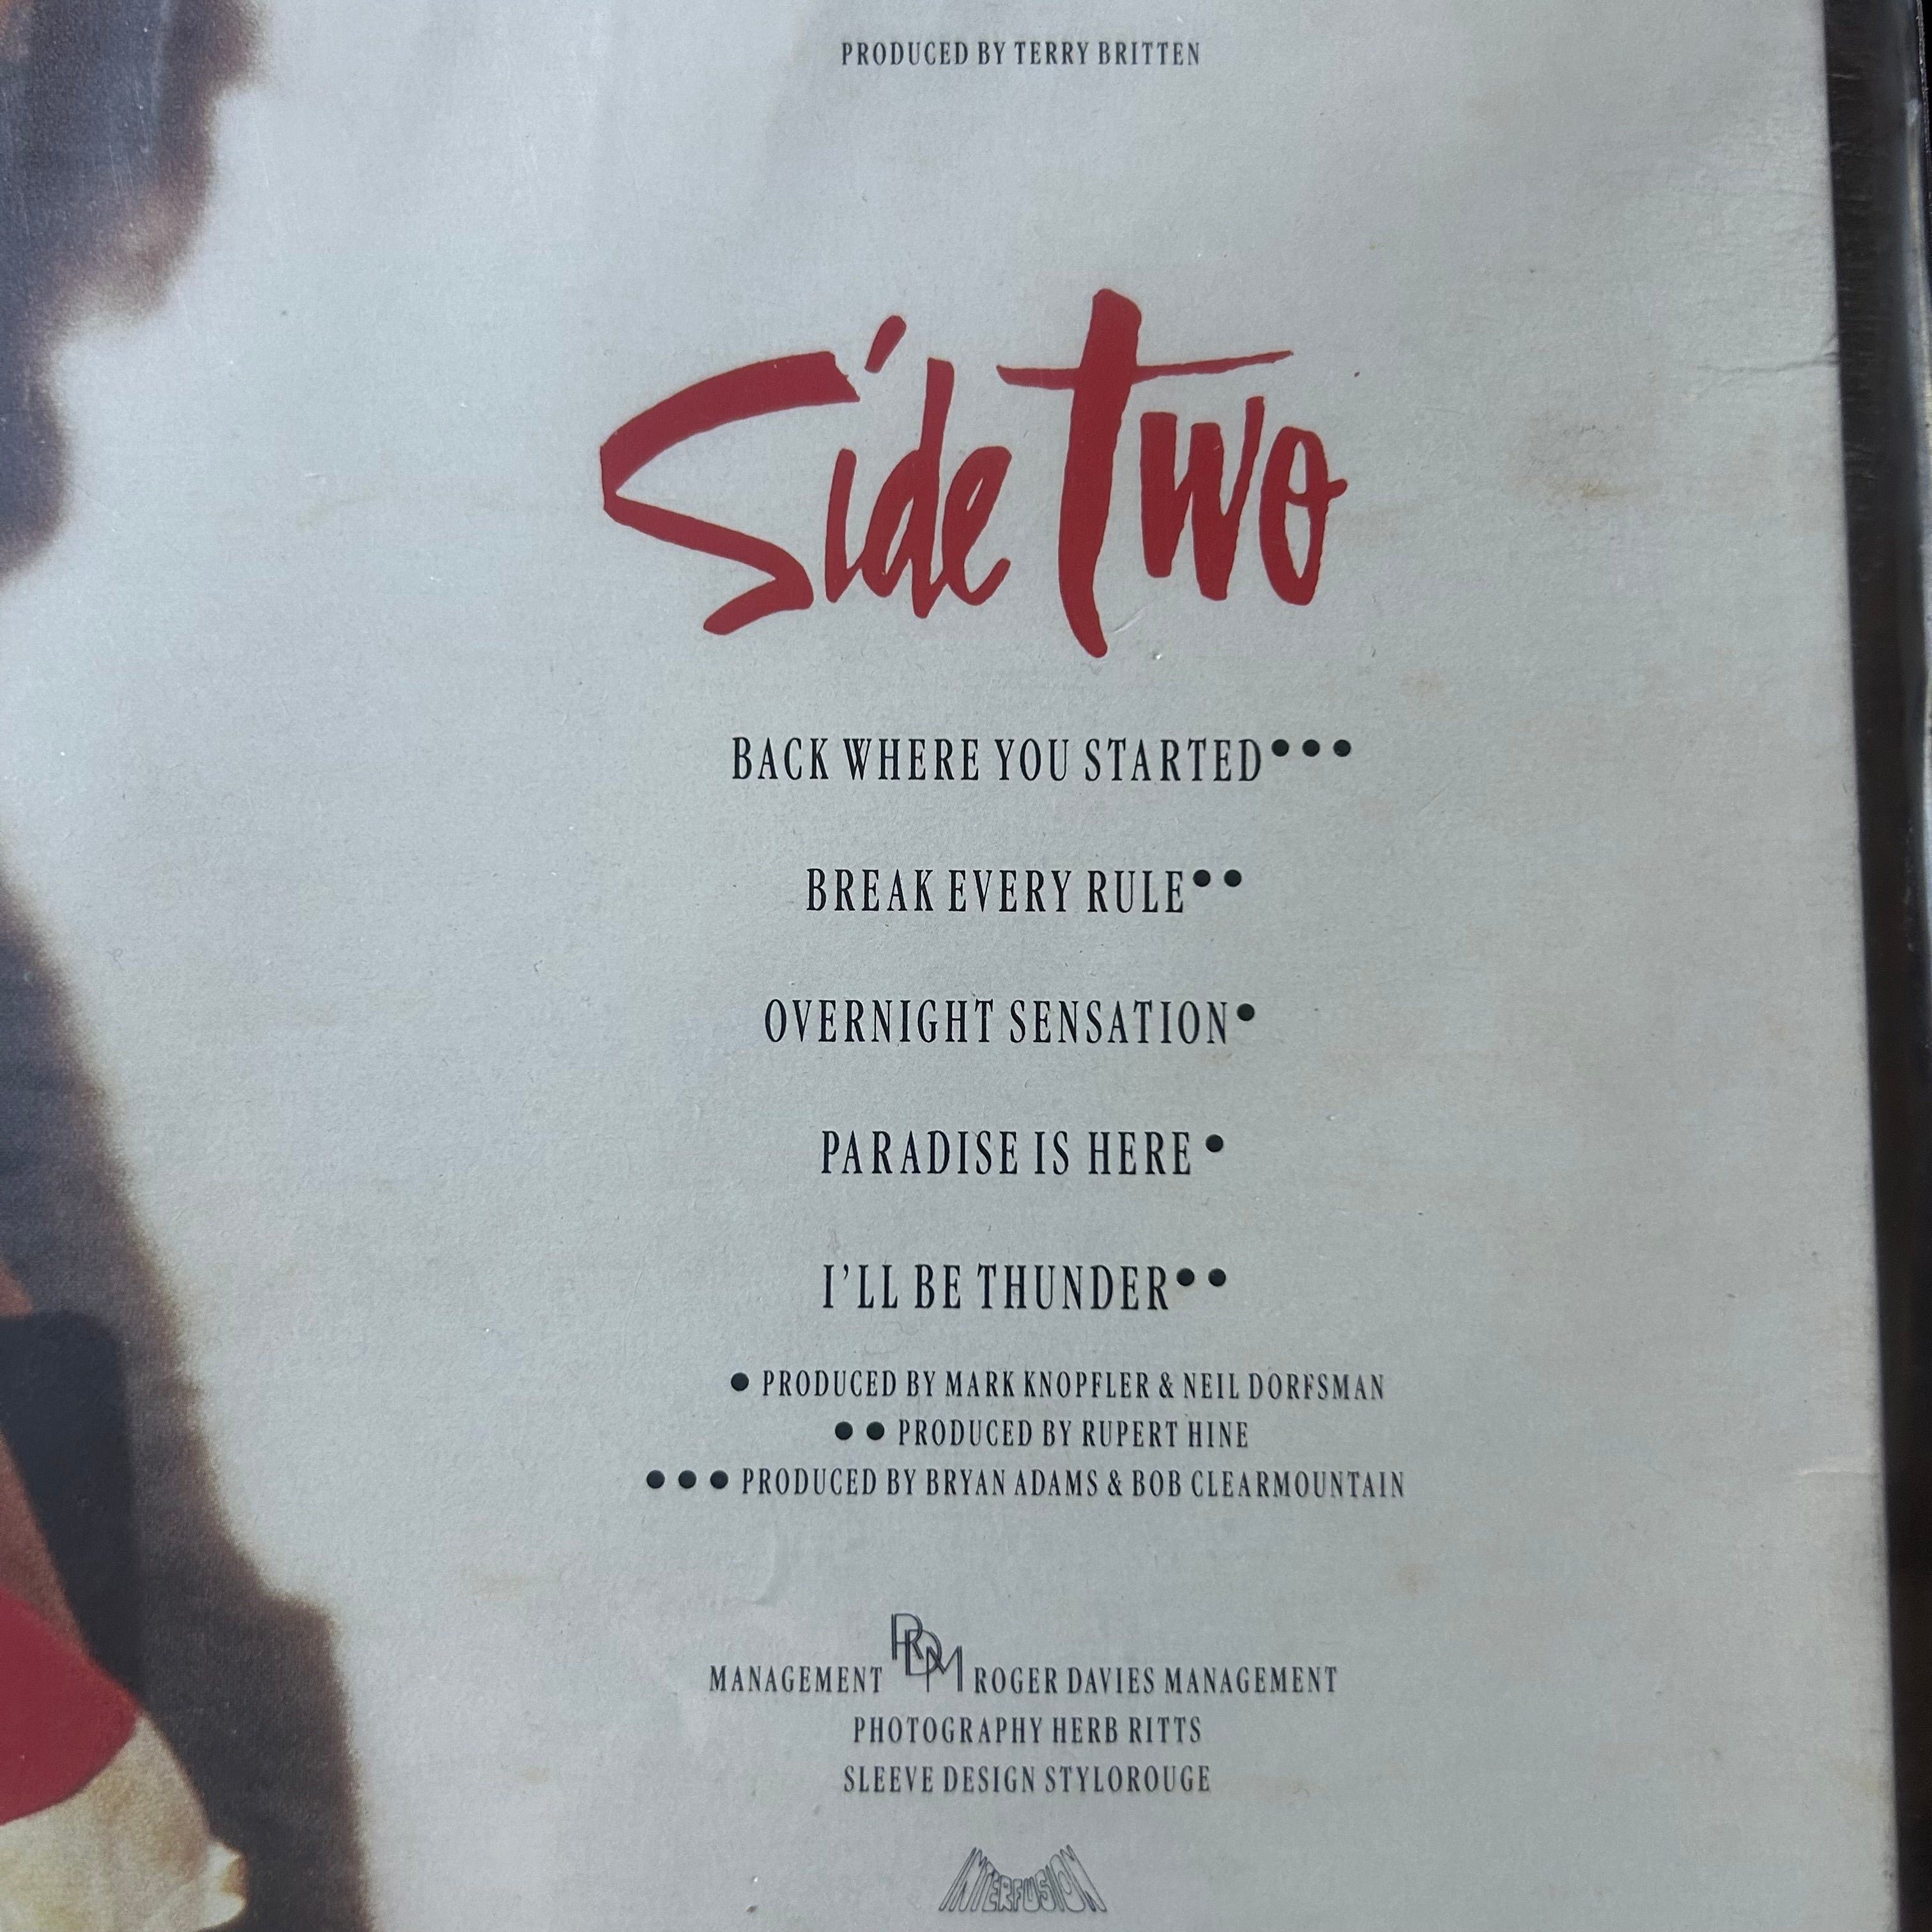 PRODUCED BY TERRY BRITTEN
Side Two
BACK WHERE YOU STARTED•••
BREAK EVERY RULE••
OVERNIGHT SENSATION•
PARADISE IS HERE •
I'LL BE THUNDER••
• PRODUCED BY MARK KNOPFLER & NEIL DORFSMAN
•• PRODUCED BY RUPERT HINE
••• PRODUCED BY BRYAN ADAMS & BOB CLEARMOUNTAIN
MANAGEMENT RDM ROGER DAVIES MANAGEMENT
PHOTOGRAPHY HERB RITTS
SLEEVE DESIGN STYLOROUGE
INTERFUSION